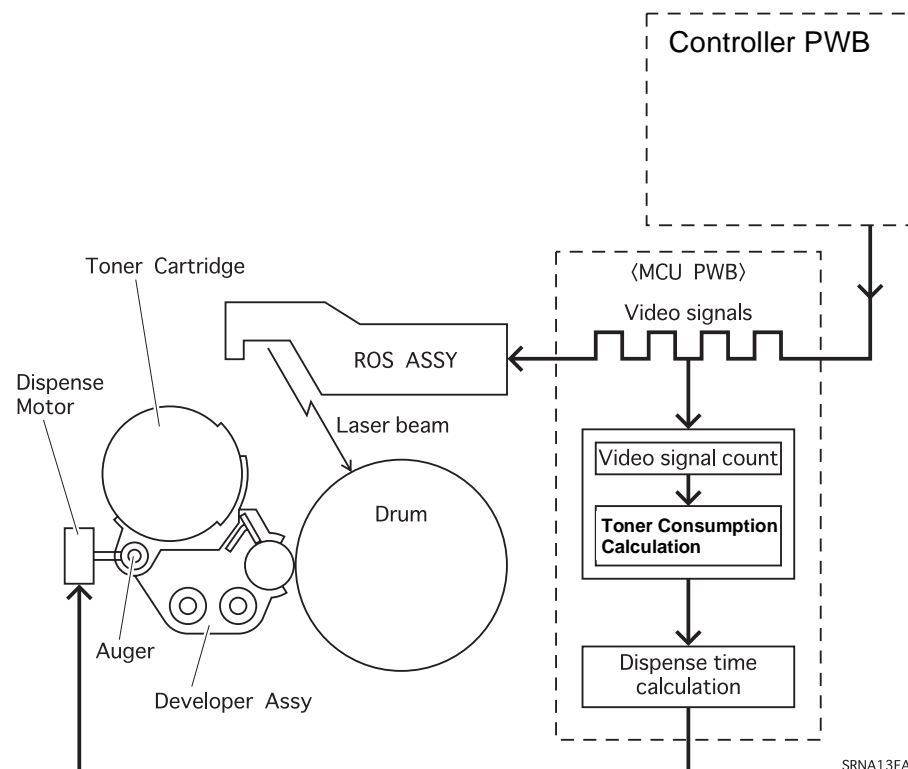 Controller PWB
Toner Cartridge
〈MCU PWB〉
Video signals
ROS ASSY
Dispense
Motor
Laser beam
Video signal count
Drum
Toner Consumption
Calculation
Auger
Dispense time
calculation
Developer Assy
SRNA13FA